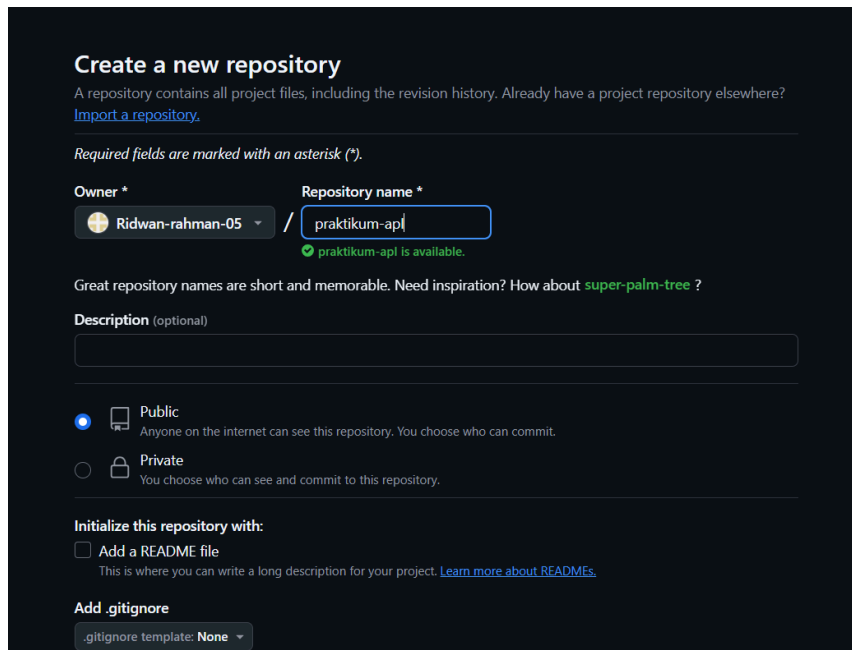 Create a new repository
A repository contains all project files, including the revision history. Already have a project repository elsewhere?
Import a repository.
Required fields are marked with an asterisk (*).
Owner * Repository name *
Ridwan-rahman-05 / praktikum-apl
praktikum-apl is available.
Great repository names are short and memorable. Need inspiration? How about super-palm-tree ?
Description (optional)
Public
Anyone on the internet can see this repository. You choose who can commit.
Private
You choose who can see and commit to this repository.
Initialize this repository with:
Add a README file
This is where you can write a long description for your project. Learn more about READMEs.
Add .gitignore
.gitignore template: None